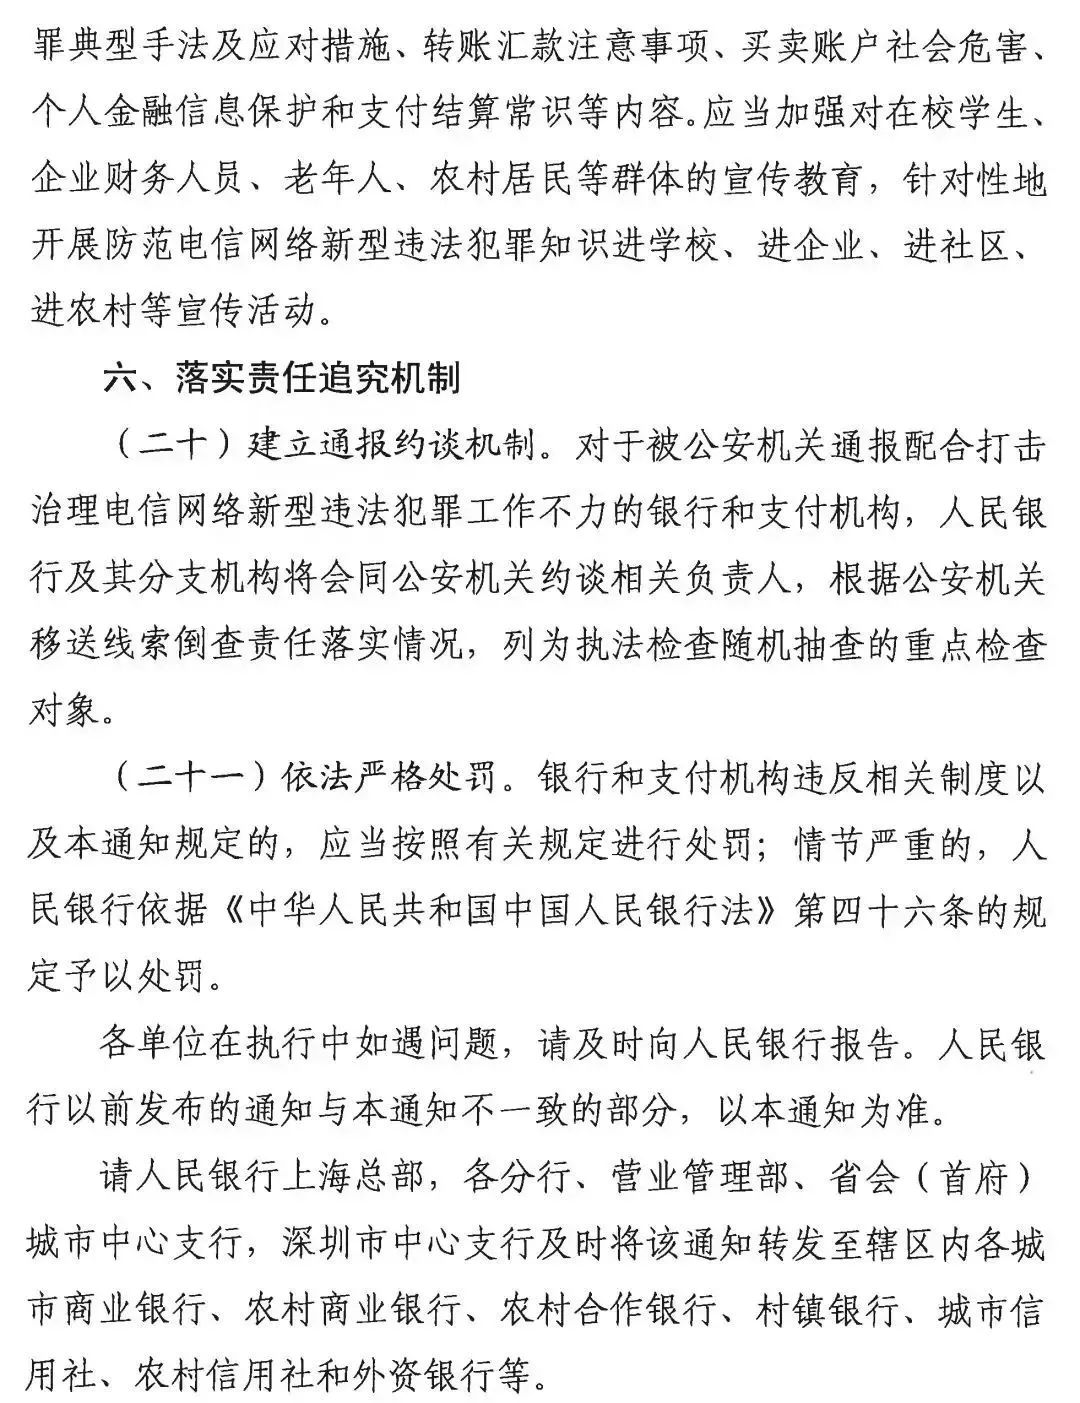 罪典型手法及应对措施、转账汇款注意事项、买卖账户社会危害、
个人金融信息保护和支付结算常识等内容。应当加强对在校学生、
企业财务人员、老年人、农村居民等群体的宣传教育，针对性地
开展防范电信网络新型违法犯罪知识进学校、进企业、进社区、
进农村等宣传活动。
六、落实责任追究机制
（二十）建立通报约谈机制。对于被公安机关通报配合打击
治理电信网络新型违法犯罪工作不力的银行和支付机构，人民银
行及其分支机构将会同公安机关约谈相关负责人，根据公安机关
移送线索倒查责任落实情况，列为执法检查随机抽查的重点检查
对象。
（二十一）依法严格处罚。银行和支付机构违反相关制度以
及本通知规定的，应当按照有关规定进行处罚；情节严重的，人
民银行依据《中华人民共和国中国人民银行法》第四十六条的规
定予以处罚。
各单位在执行中如遇问题，请及时向人民银行报告。人民银
行以前发布的通知与本通知不一致的部分，以本通知为准。
请人民银行上海总部，各分行、营业管理部、省会（首府）
城市中心支行，深圳市中心支行及时将该通知转发至辖区内各城
市商业银行、农村商业银行、农村合作银行、村镇银行、城市信
用社、农村信用社和外资银行等。